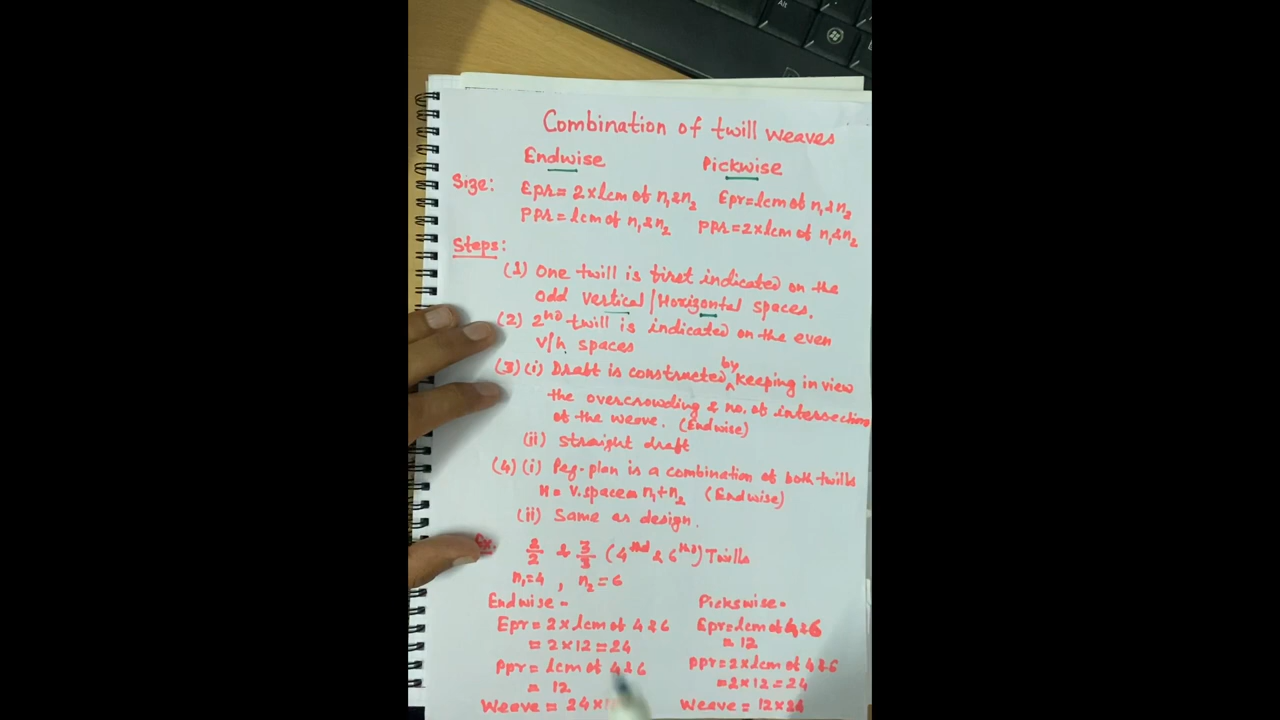 Alt
Combination of twill weaves
Endwise Pickwise
Size: Epr = 2 x lcm of n1 & n2 Epr = lcm of n1 & n2
PPr = lcm of n1 & n2 PPr = 2 x lcm of n1 & n2
Steps:
(1) One twill is first indicated on the
odd vertical / Horizontal spaces.
(2) 2nd twill is indicated on the even
v/h spaces
(3) (i) Draft is constructed by keeping in view
the overcrowding & no. of intersection
of the weave. (Endwise)
(ii) straight draft
(4) (i) Peg-plan is a combination of both twills
H = V. space = n1 + n2 (Endwise)
(ii) Same as design.
Ex. 2/2 & 3/3 (4thd & 6thd) Twills
n1 = 4, n2 = 6
Endwise - Pickswise -
Epr = 2 x lcm of 4 & 6 Epr = lcm of 4 & 6
= 2 x 12 = 24 = 12
Ppr = lcm of 4 & 6 PPr = 2 x lcm of 4 & 6
= 12 = 2 x 12 = 24
Weave = 24 x Weave = 12 x 24